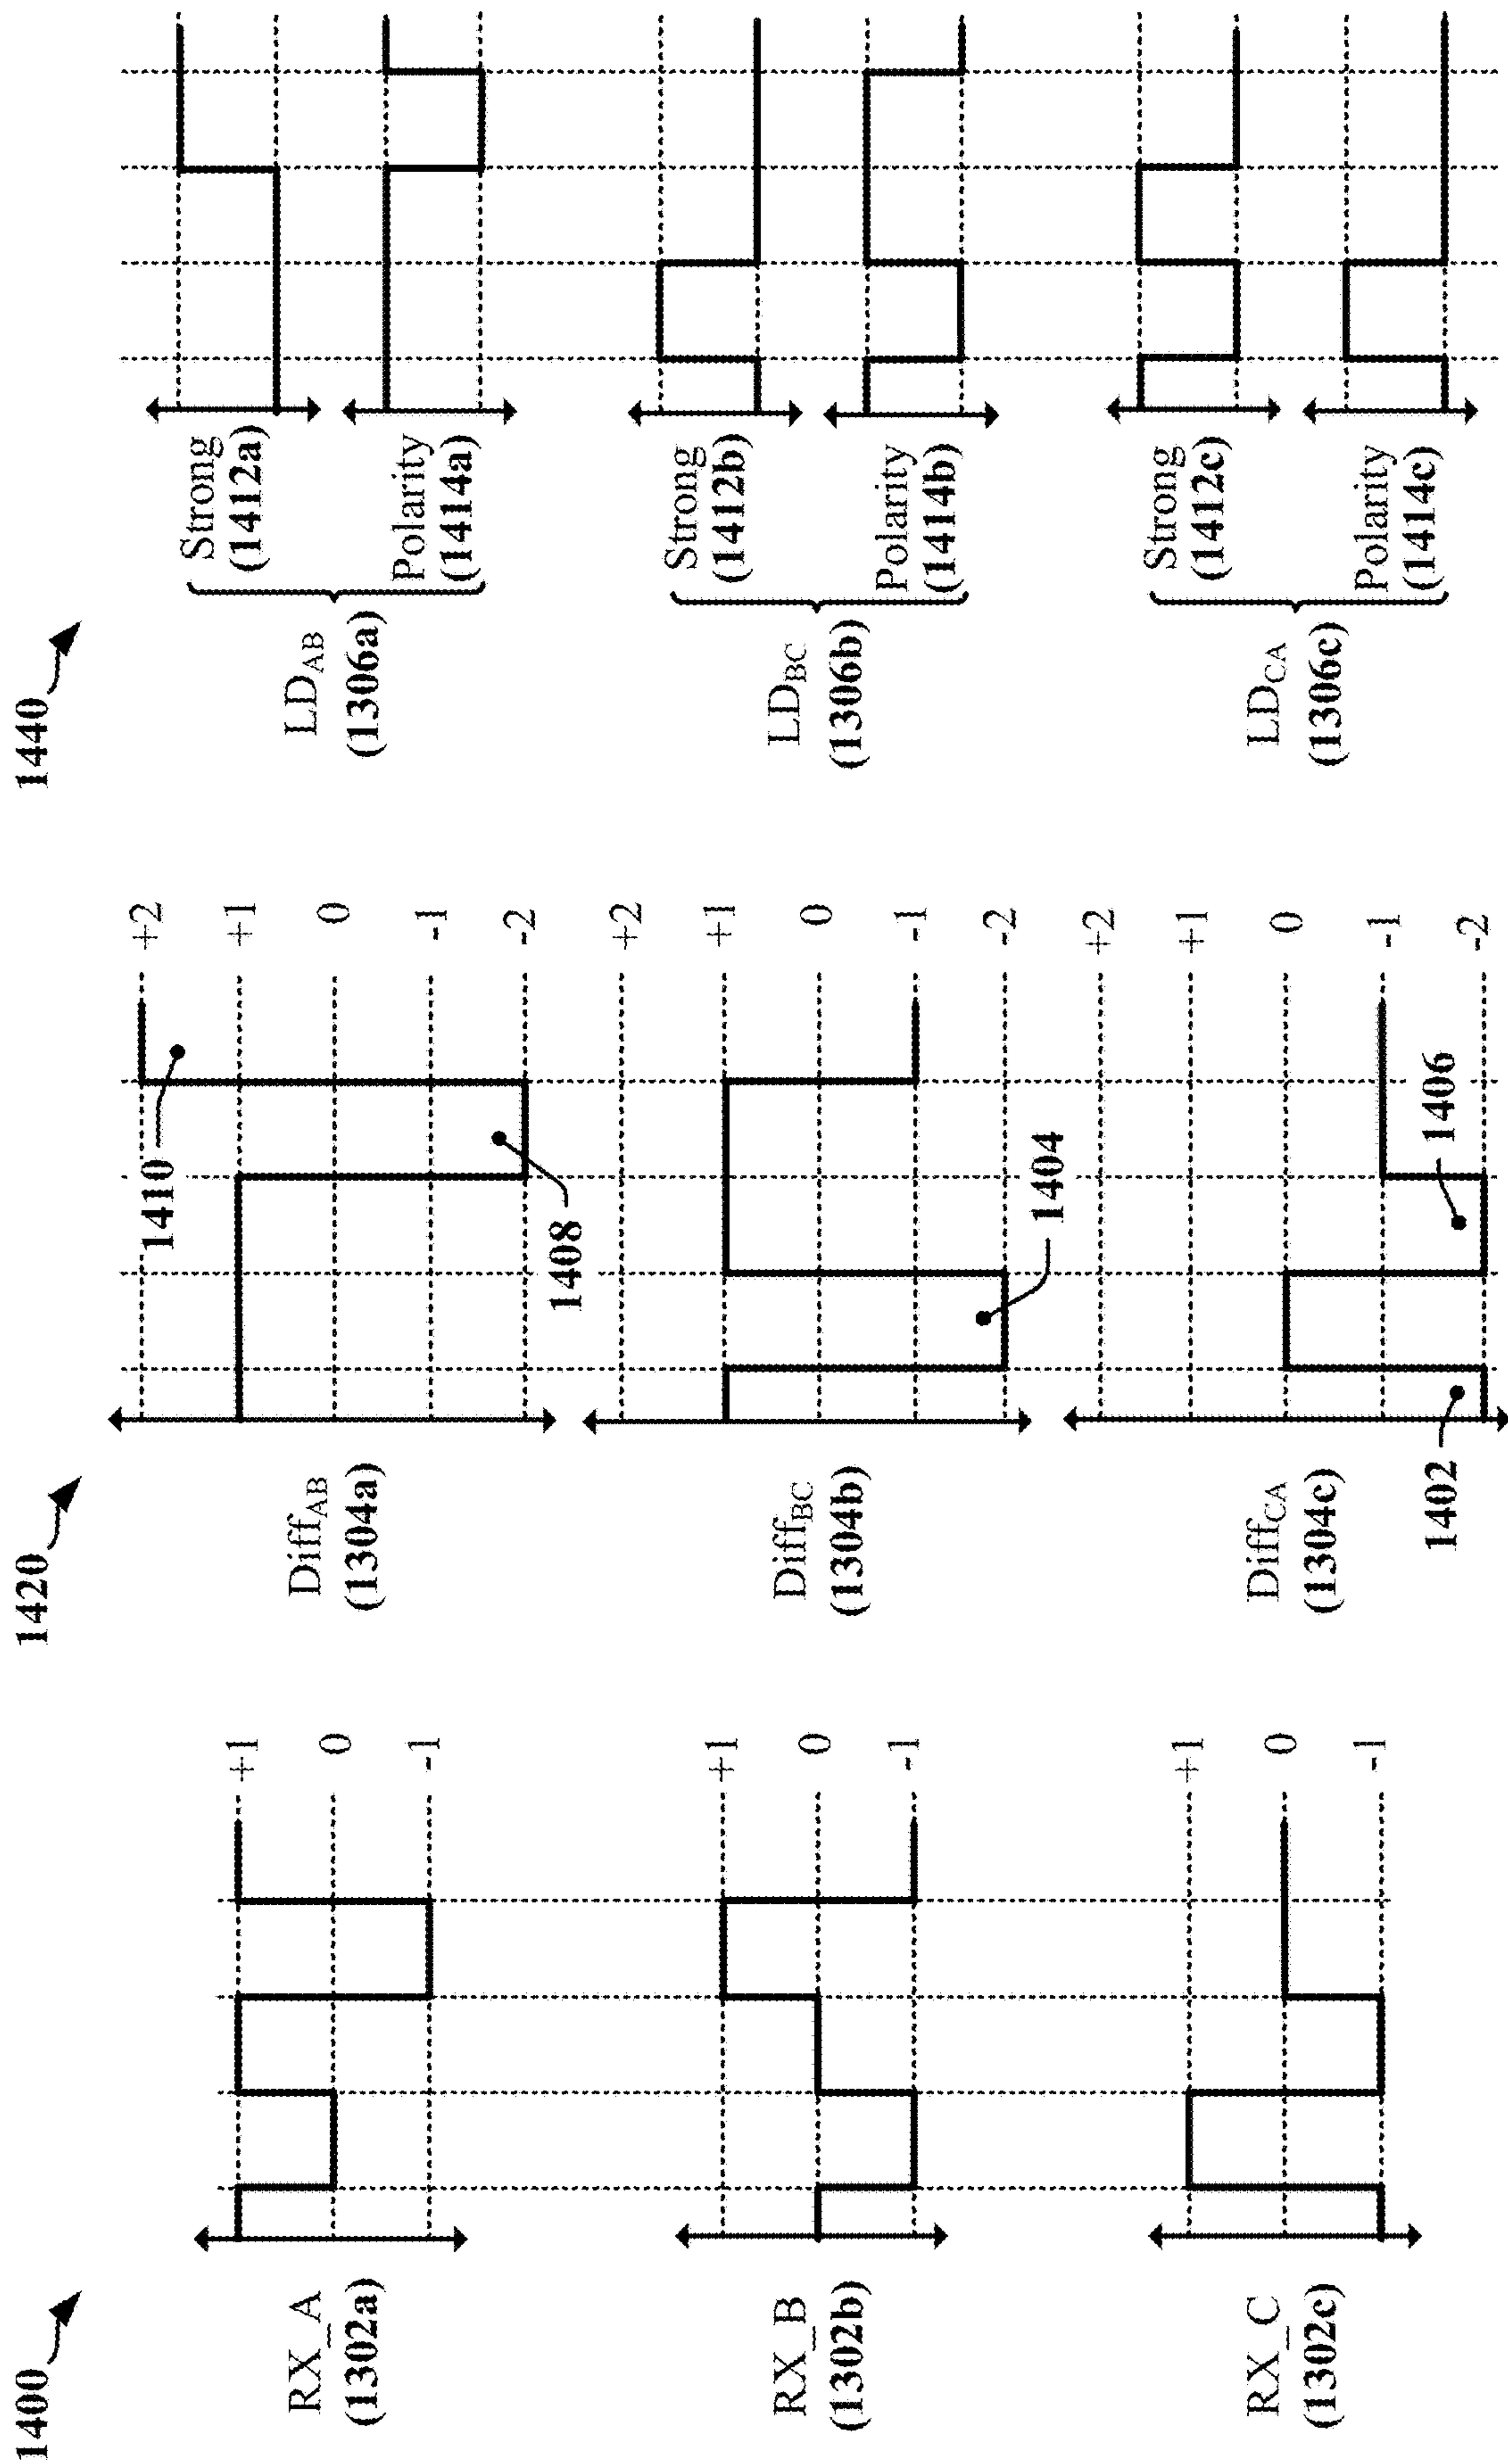 1400
RX_A
(1302a)
+1
0
-1
RX_B
(1302b)
+1
0
-1
RX_C
(1302c)
+1
0
-1
1420
Diff_AB
(1304a)
+2
+1
0
-1
-2
1410
1408
Diff_BC
(1304b)
+2
+1
0
-1
-2
1404
Diff_CA
(1304c)
+2
+1
0
-1
-2
1402
1406
1440
LD_AB
(1306a)
Strong
(1412a)
Polarity
(1414a)
LD_BC
(1306b)
Strong
(1412b)
Polarity
(1414b)
LD_CA
(1306c)
Strong
(1412c)
Polarity
(1414c)